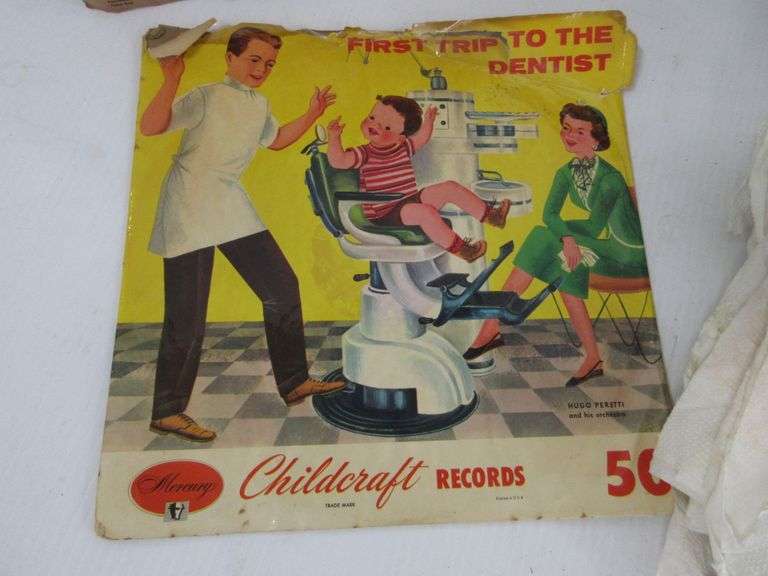 FIRST TRIP TO THE
DENTIST
HUGO PERETTI
and his orchestra
Mercury
Childcraft RECORDS
TRADE MARK
50